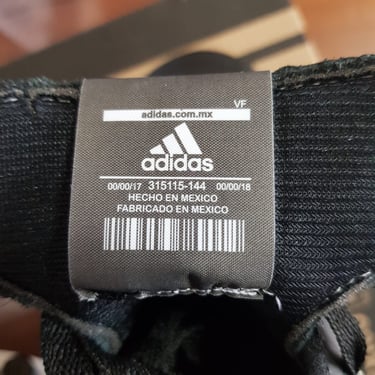 VF
adidas.com.mx
adidas
00/00/17 315115-144 00/00/18
HECHO EN MEXICO
FABRICADO EN MEXICO